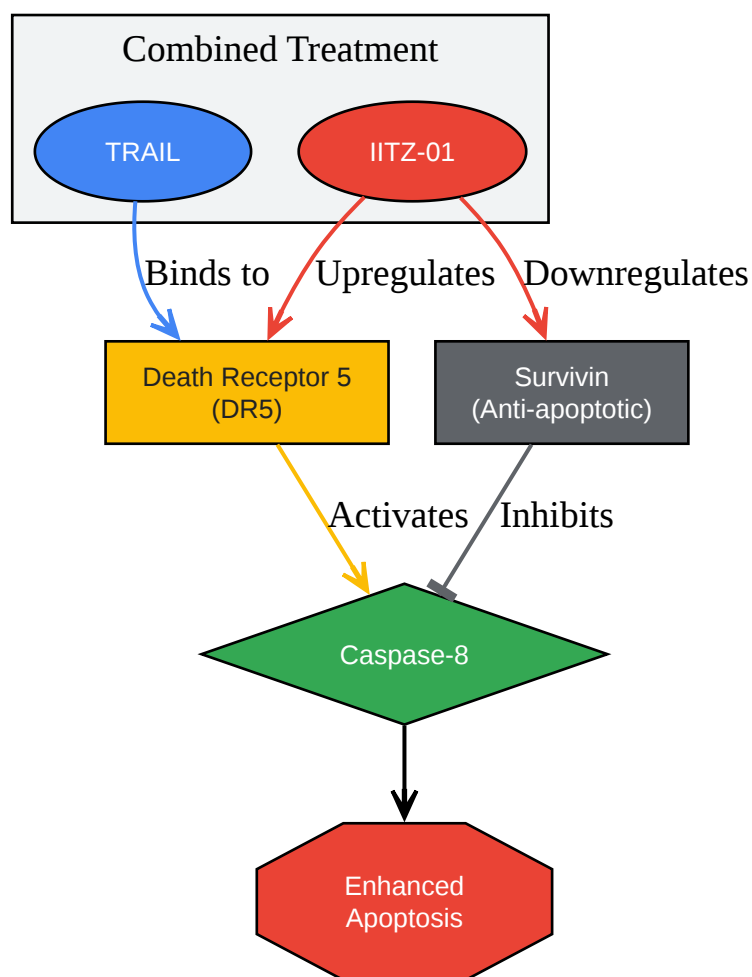 Combined Treatment
TRAIL
IITZ-01
Binds to
Upregulates
Downregulates
Death Receptor 5
(DR5)
Survivin
(Anti-apoptotic)
Activates
Inhibits
Caspase-8
Enhanced
Apoptosis